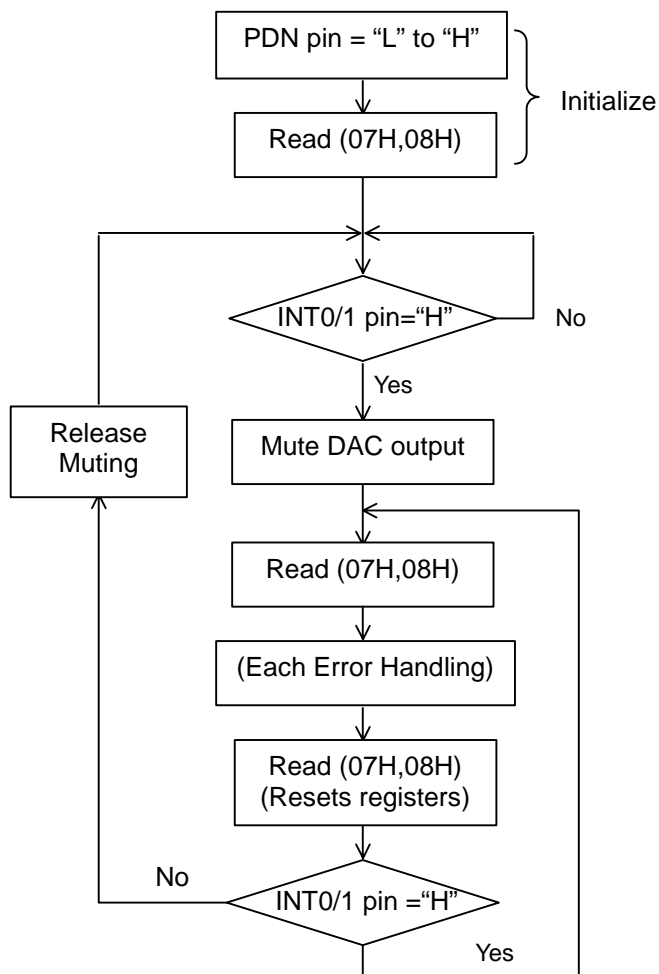 PDN pin = “L” to “H”
Initialize
Read (07H,08H)
INT0/1 pin=“H”
No
Yes
Release
Muting
Mute DAC output
Read (07H,08H)
(Each Error Handling)
Read (07H,08H)
(Resets registers)
No
INT0/1 pin =“H”
Yes